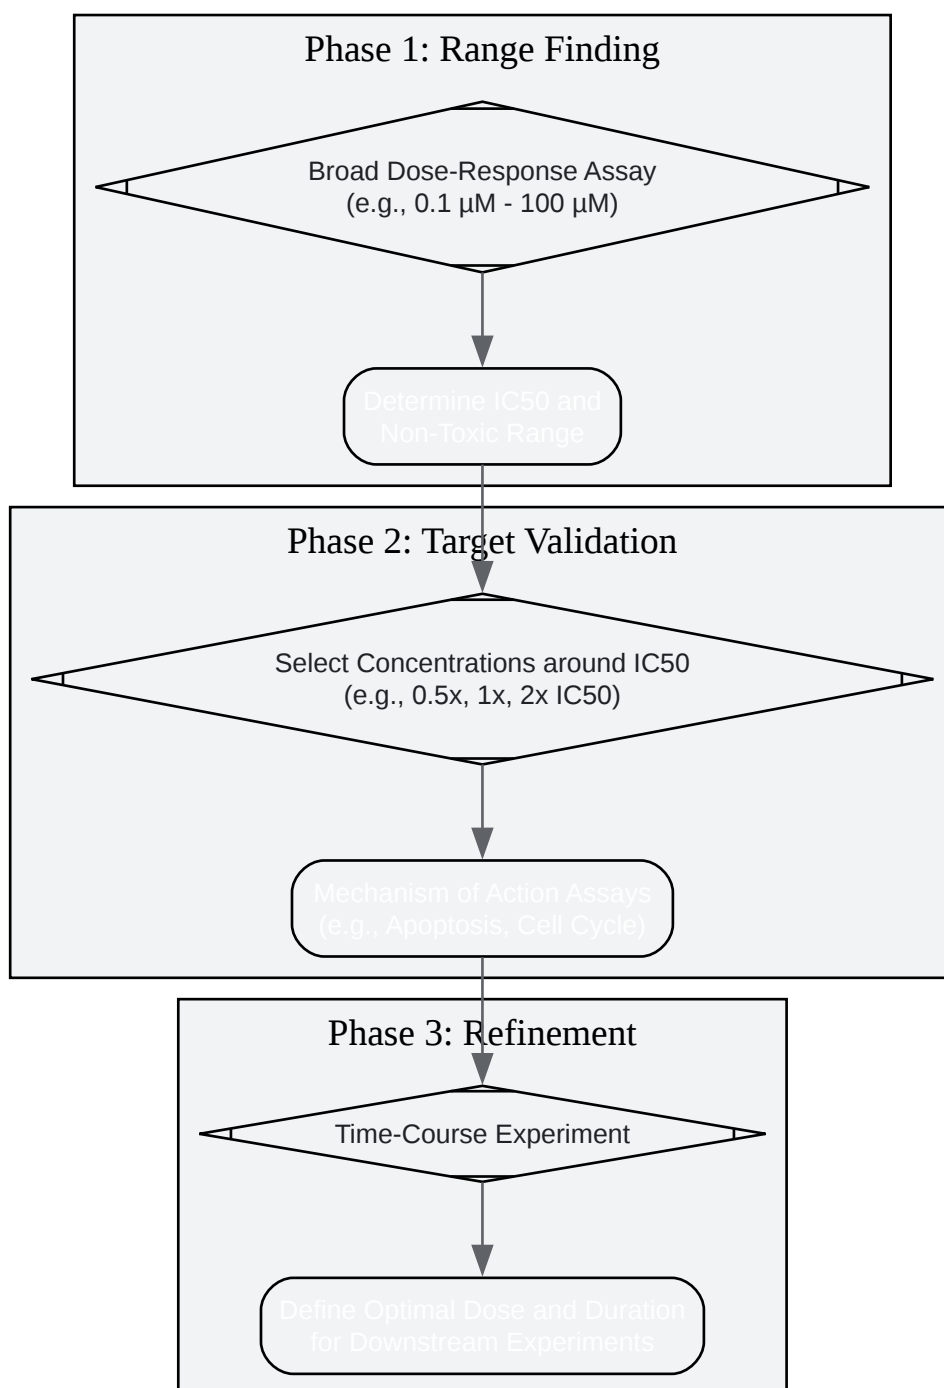 Phase 1: Range Finding
Broad Dose-Response Assay
(e.g., 0.1 µM - 100 µM)
Determine IC50 and
Non-Toxic Range
Phase 2: Target Validation
Select Concentrations around IC50
(e.g., 0.5x, 1x, 2x IC50)
Mechanism of Action Assays
(e.g., Apoptosis, Cell Cycle)
Phase 3: Refinement
Time-Course Experiment
Define Optimal Dose and Duration
for Downstream Experiments